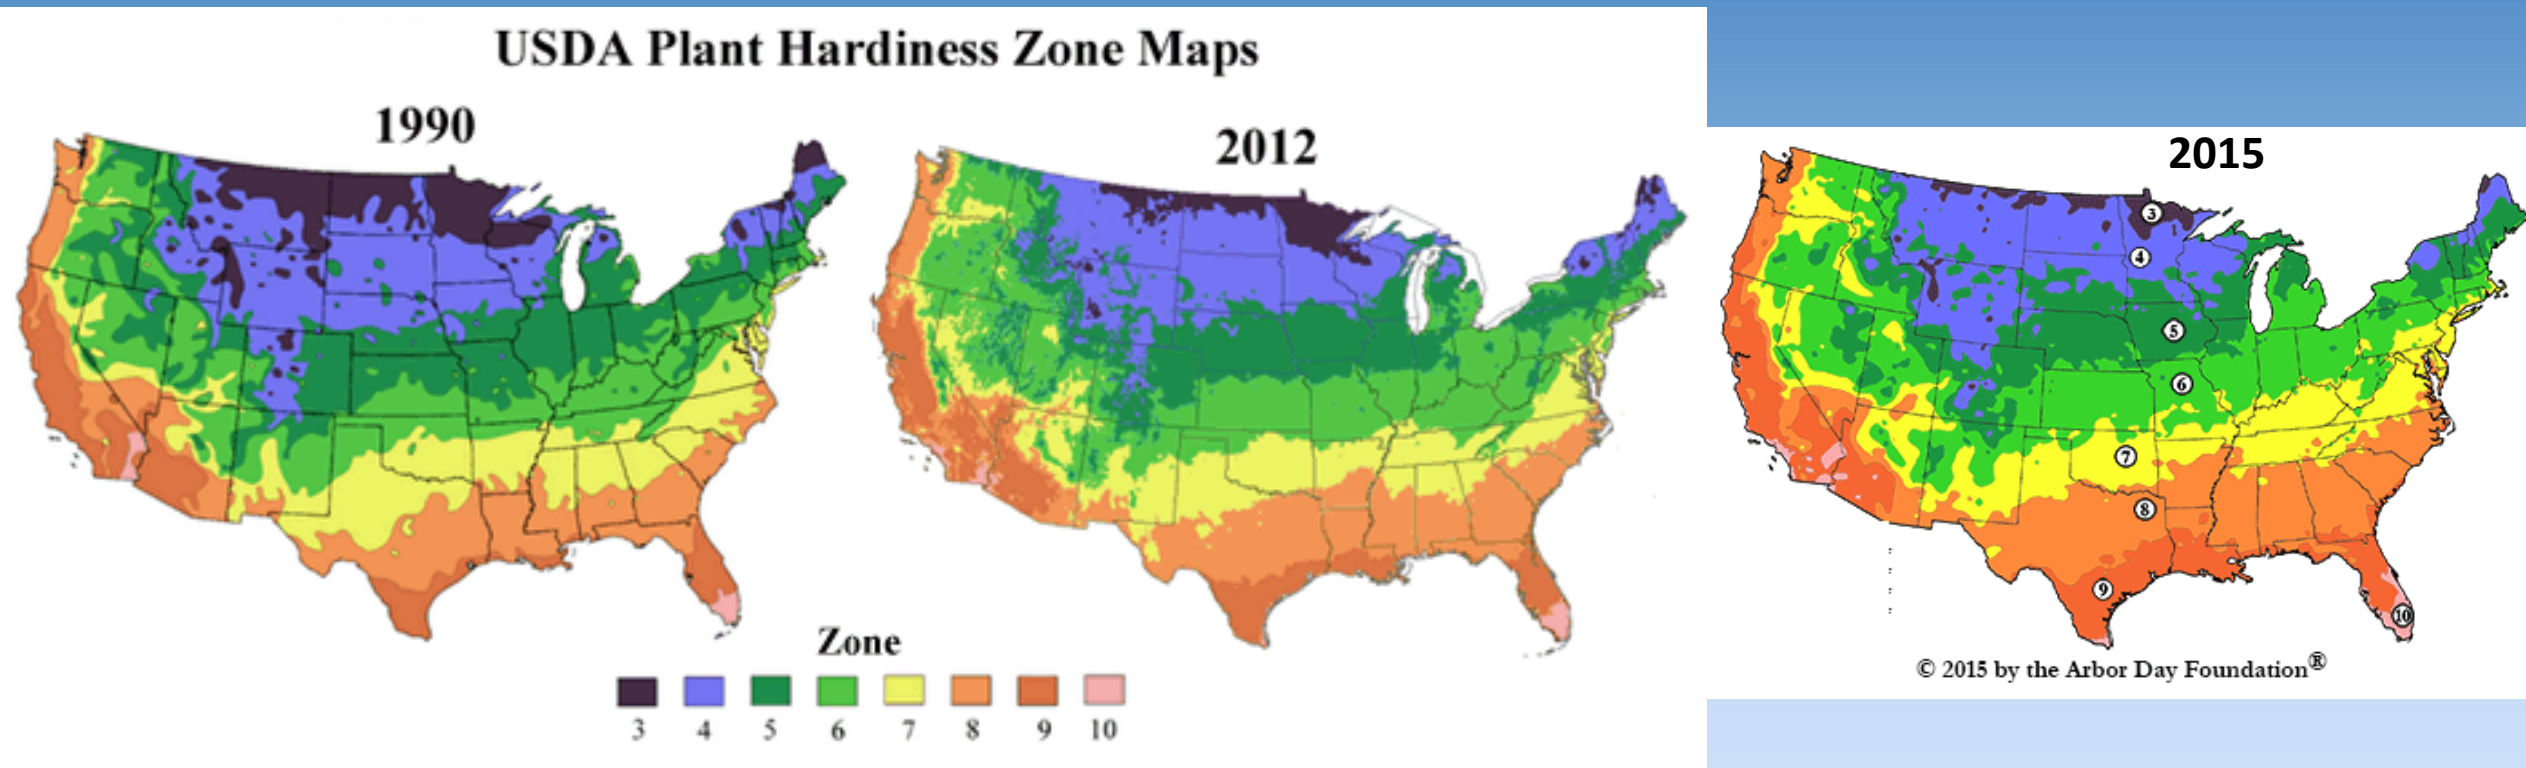 USDA Plant Hardiness Zone Maps
1990
2012
2015
3
4
5
6
7
8
9
10
Zone
3 4 5 6 7 8 9 10
© 2015 by the Arbor Day Foundation®